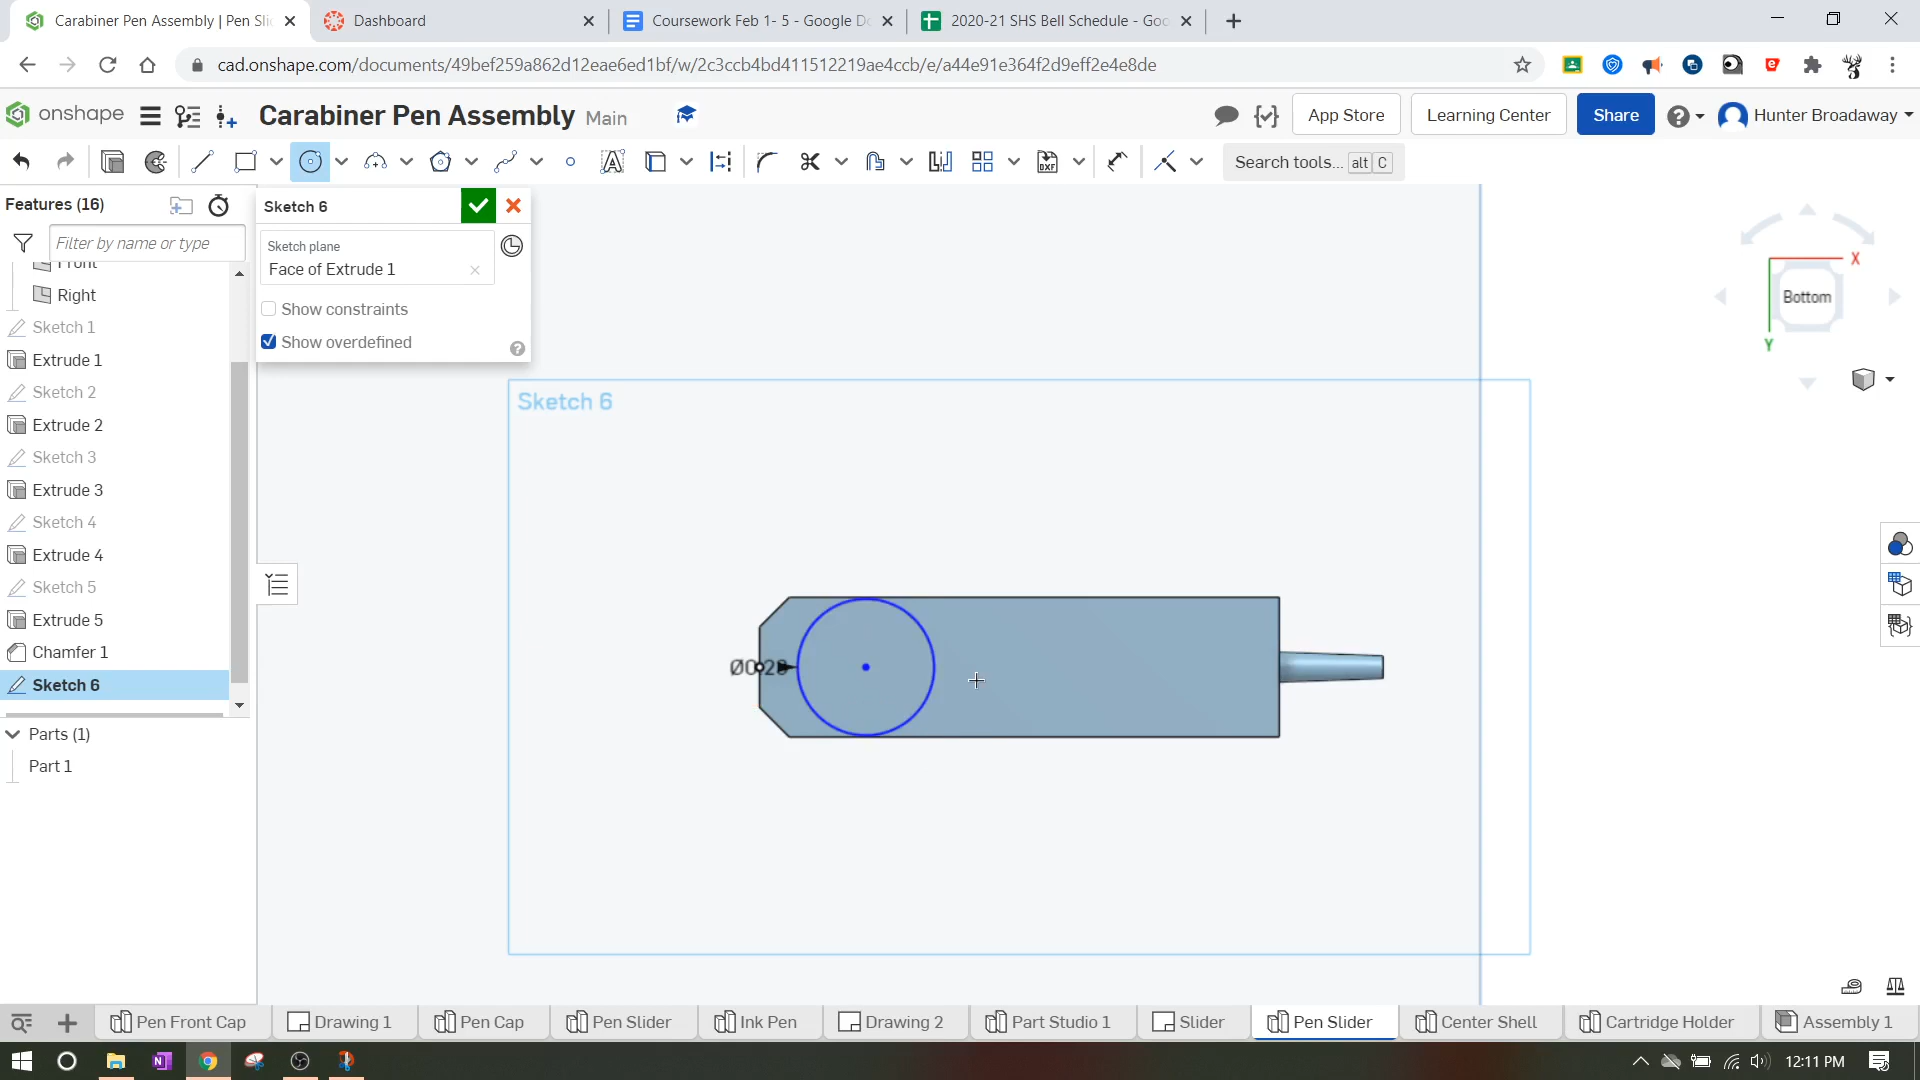 Carabiner Pen Assembly | Pen Sli
Dashboard
Coursework Feb 1- 5 - Google Do
2020-21 SHS Bell Schedule - Goo
cad.onshape.com/documents/49bef259a862d12eae6ed1bf/w/2c3ccb4bd411512219ae4ccb/e/a44e91e364f2d9eff2e4e8de
onshape
Carabiner Pen Assembly Main
App Store
Learning Center
Share
Hunter Broadaway
Search tools... alt C
Features (16)
Filter by name or type
Front
Right
Sketch 1
Extrude 1
Sketch 2
Extrude 2
Sketch 3
Extrude 3
Sketch 4
Extrude 4
Sketch 5
Extrude 5
Chamfer 1
Sketch 6
Parts (1)
Part 1
Sketch 6
Sketch plane
Face of Extrude 1
Show constraints
Show overdefined
Sketch 6
Ø0.28
X
Bottom
Y
Pen Front Cap
Drawing 1
Pen Cap
Pen Slider
Ink Pen
Drawing 2
Part Studio 1
Slider
Pen Slider
Center Shell
Cartridge Holder
Assembly 1
12:11 PM